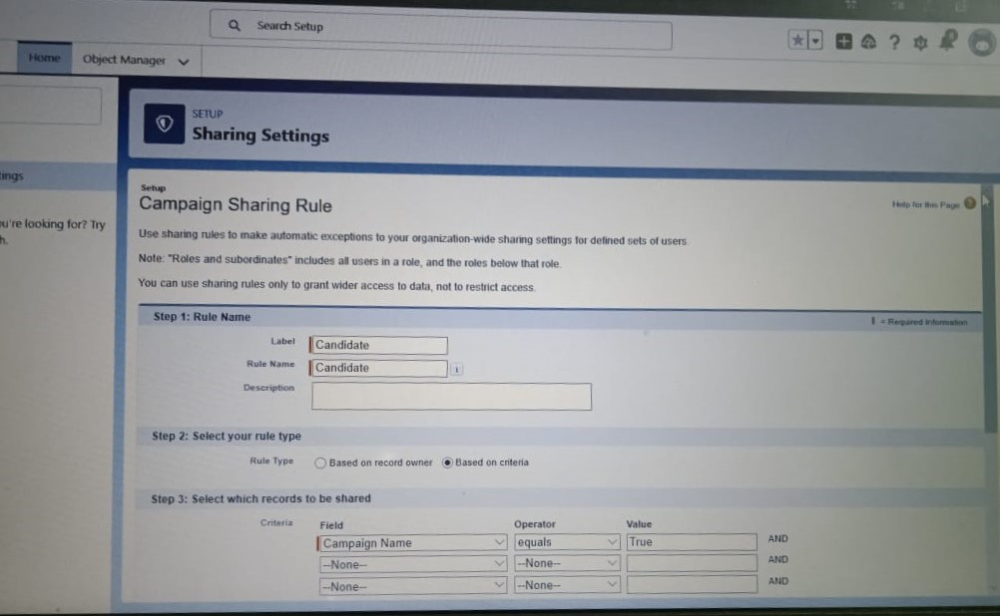 Search Setup
Home
Object Manager
SETUP
Sharing Settings
ings
u're looking for? Try
h.
Setup
Campaign Sharing Rule
Help for this Page
Use sharing rules to make automatic exceptions to your organization-wide sharing settings for defined sets of users.
Note: "Roles and subordinates" includes all users in a role, and the roles below that role.
You can use sharing rules only to grant wider access to data, not to restrict access.
Step 1: Rule Name
= Required Information
Label Candidate
Rule Name Candidate i
Description
Step 2: Select your rule type
Rule Type Based on record owner Based on criteria
Step 3: Select which records to be shared
Criteria Field Operator Value
Campaign Name equals True AND
--None-- --None-- AND
--None-- --None-- AND